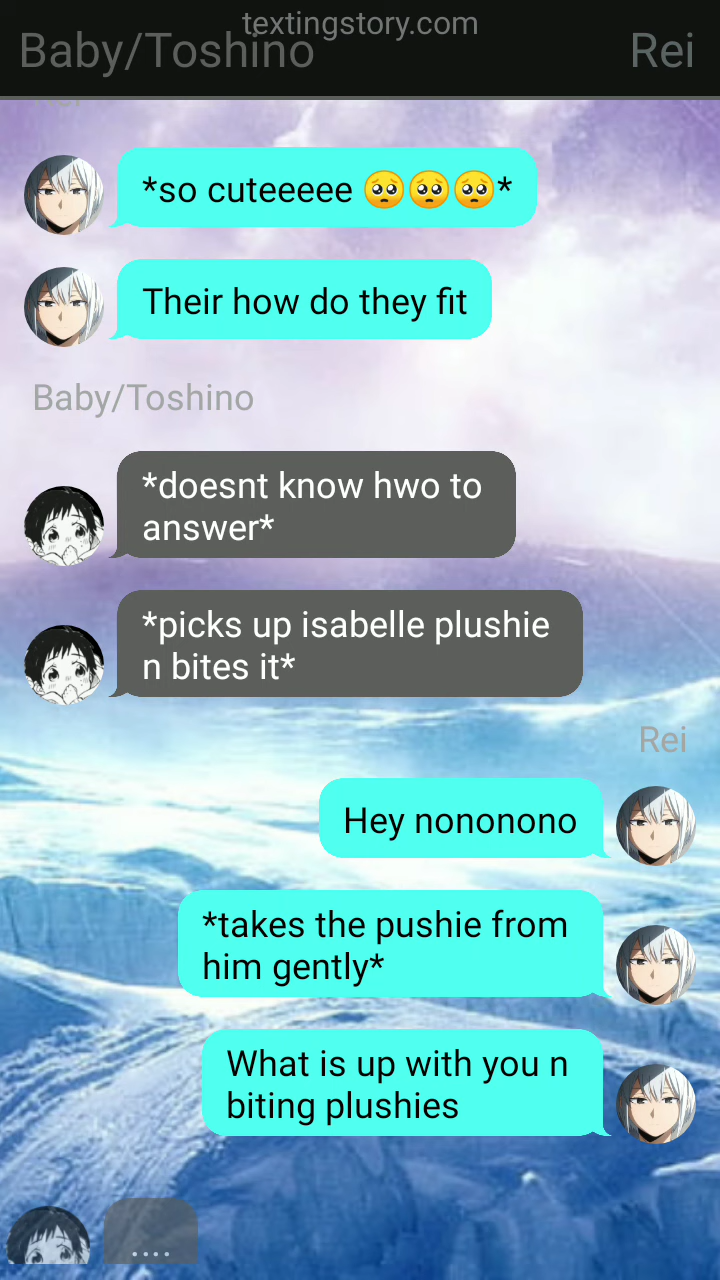 textingstory.com
Baby/Toshino
Rei
*so cuteeeee 🥺🥺🥺*
Their how do they fit
Baby/Toshino
*doesnt know hwo to
answer*
*picks up isabelle plushie
n bites it*
Rei
Hey nononono
*takes the pushie from
him gently*
What is up with you n
biting plushies
....